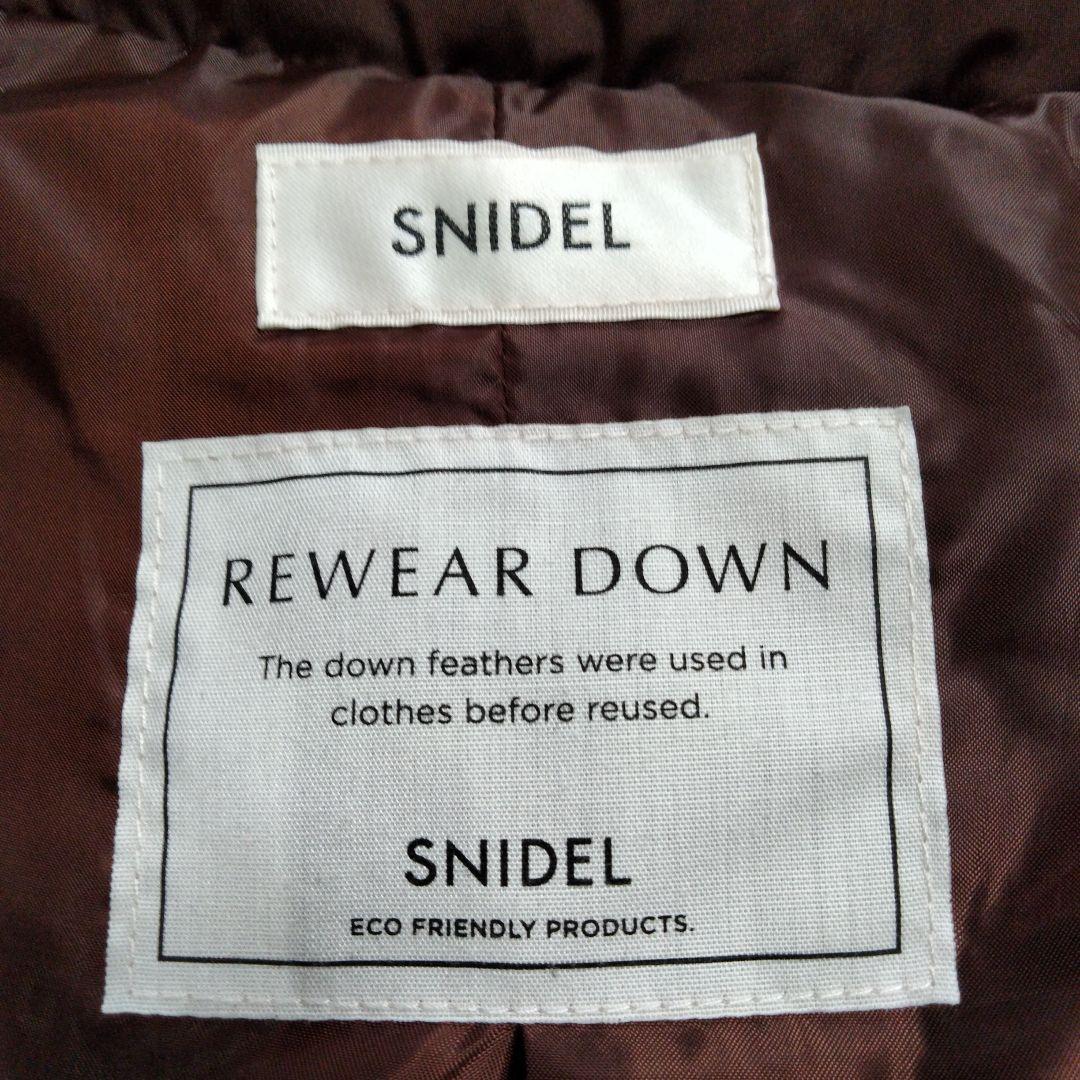 SNIDEL
REWEAR DOWN
The down feathers were used in
clothes before reused.
SNIDEL
ECO FRIENDLY PRODUCTS.